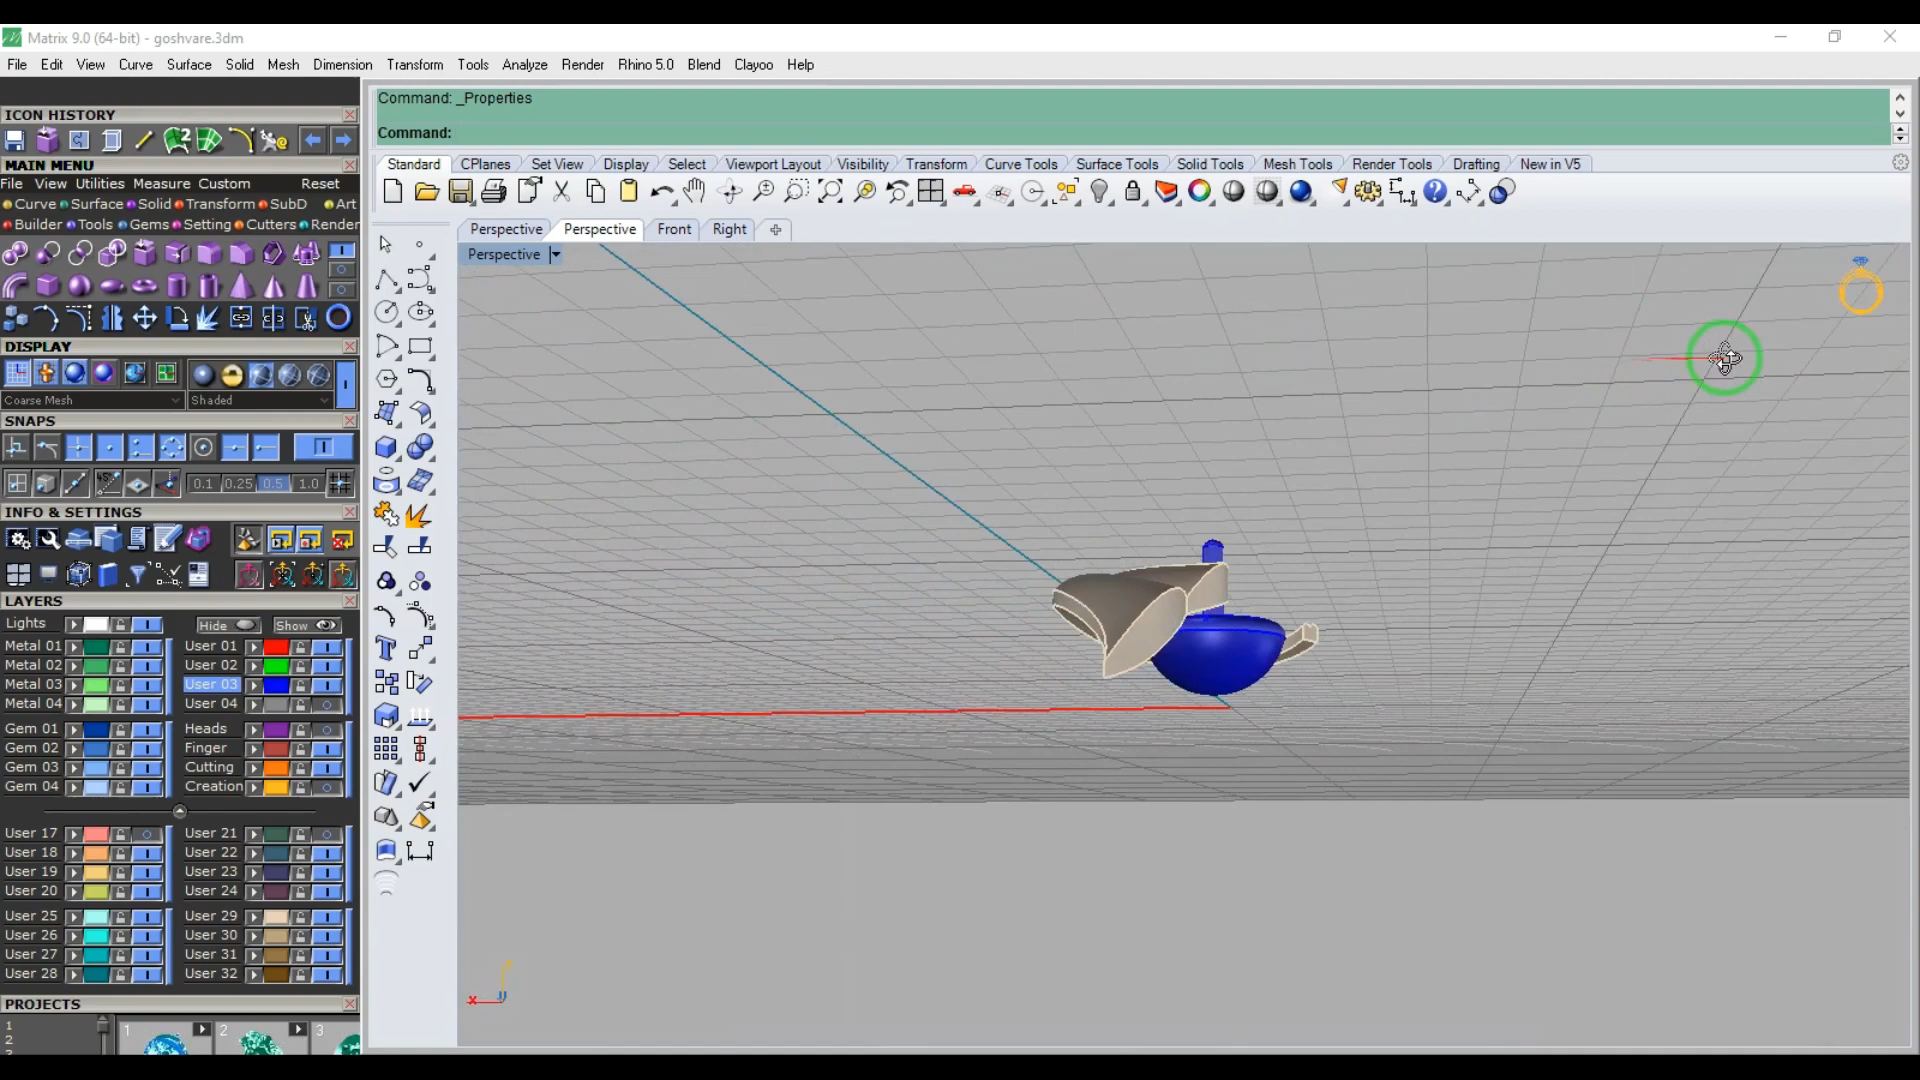 Matrix 9.0 (64-bit) - goshvare.3dm
File Edit View Curve Surface Solid Mesh Dimension Transform Tools Analyze Render Rhino 5.0 Blend Clayoo Help
Command: _Properties
Command:
Standard CPlanes Set View Display Select Viewport Layout Visibility Transform Curve Tools Surface Tools Solid Tools Mesh Tools Render Tools Drafting New in V5
Perspective Perspective Front Right
Perspective
ICON HISTORY
MAIN MENU
File View Utilities Measure Custom Reset
Curve Surface Solid Transform SubD Art
Builder Tools Gems Setting Cutters Render
DISPLAY
Coarse Mesh Shaded
SNAPS
45°
0.1 0.25 0.5 1.0
INFO & SETTINGS
LAYERS
Lights Hide Show
Metal 01 User 01
Metal 02 User 02
Metal 03 User 03
Metal 04 User 04
Gem 01 Heads
Gem 02 Finger
Gem 03 Cutting
Gem 04 Creation
User 17 User 21
User 18 User 22
User 19 User 23
User 20 User 24
User 25 User 29
User 26 User 30
User 27 User 31
User 28 User 32
PROJECTS
1 1 2 3
2
x